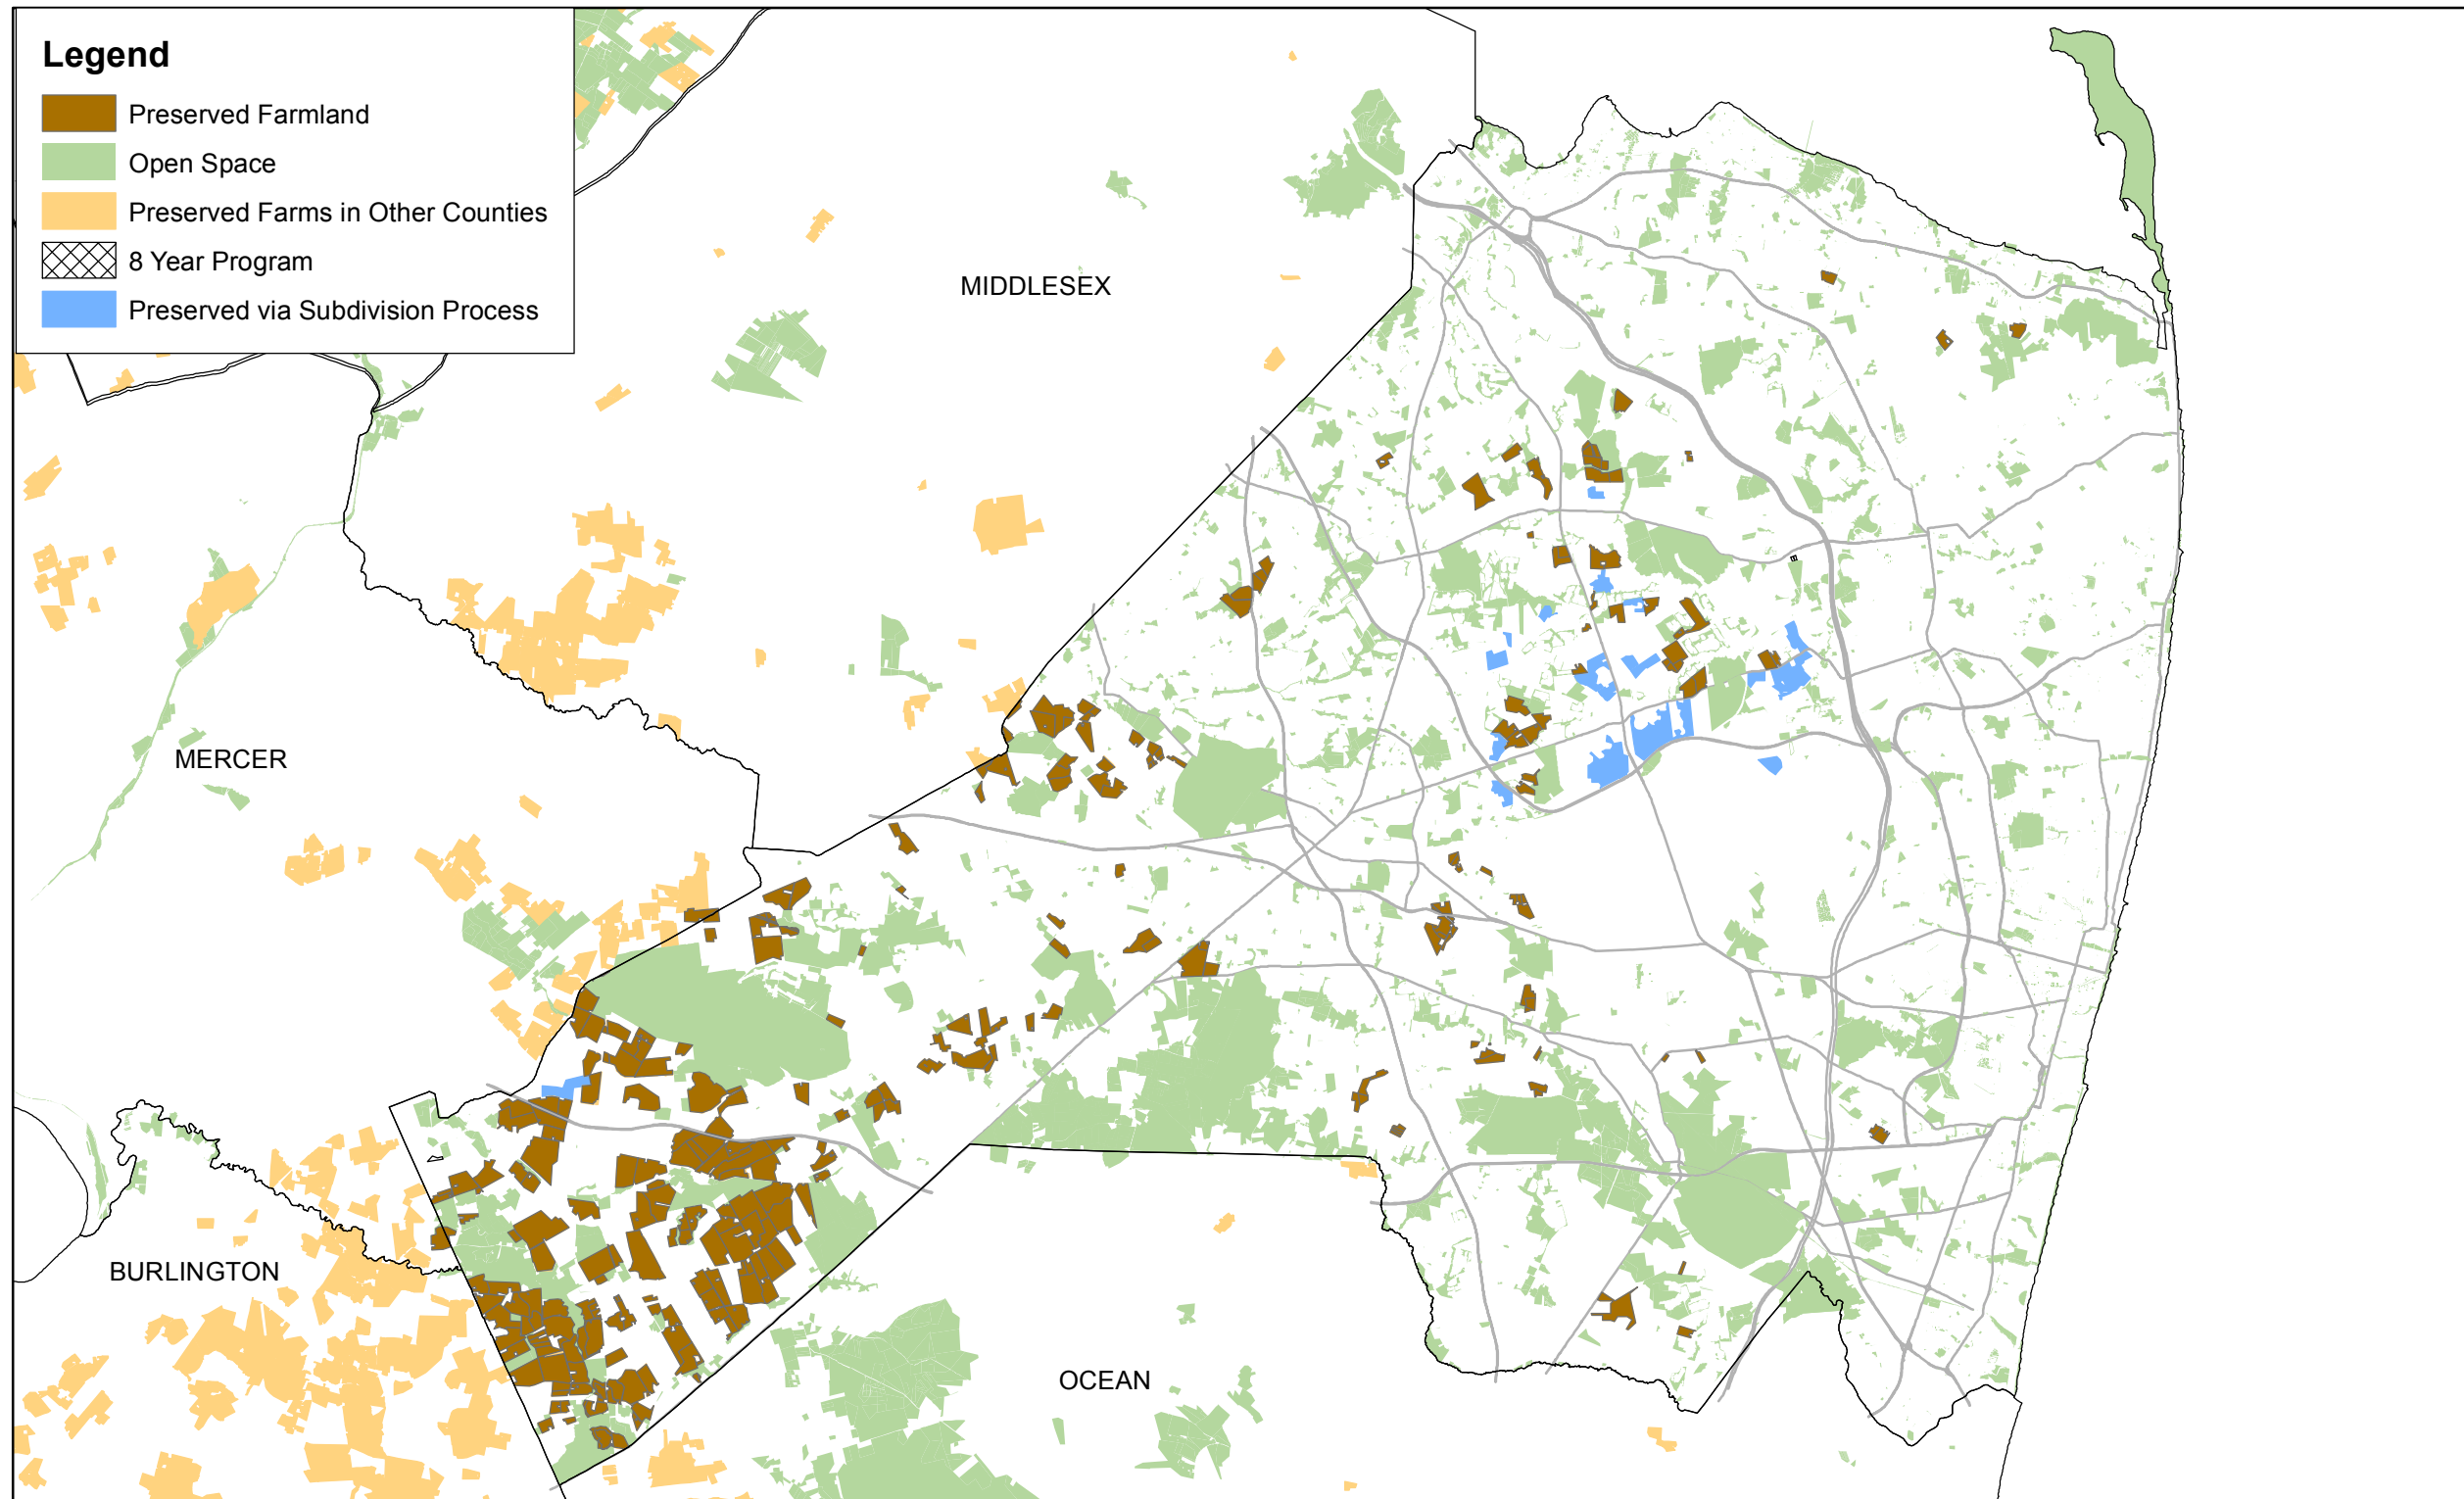 Legend
Preserved Farmland
Open Space
Preserved Farms in Other Counties
8 Year Program
Preserved via Subdivision Process
MIDDLESEX
MERCER
BURLINGTON
OCEAN